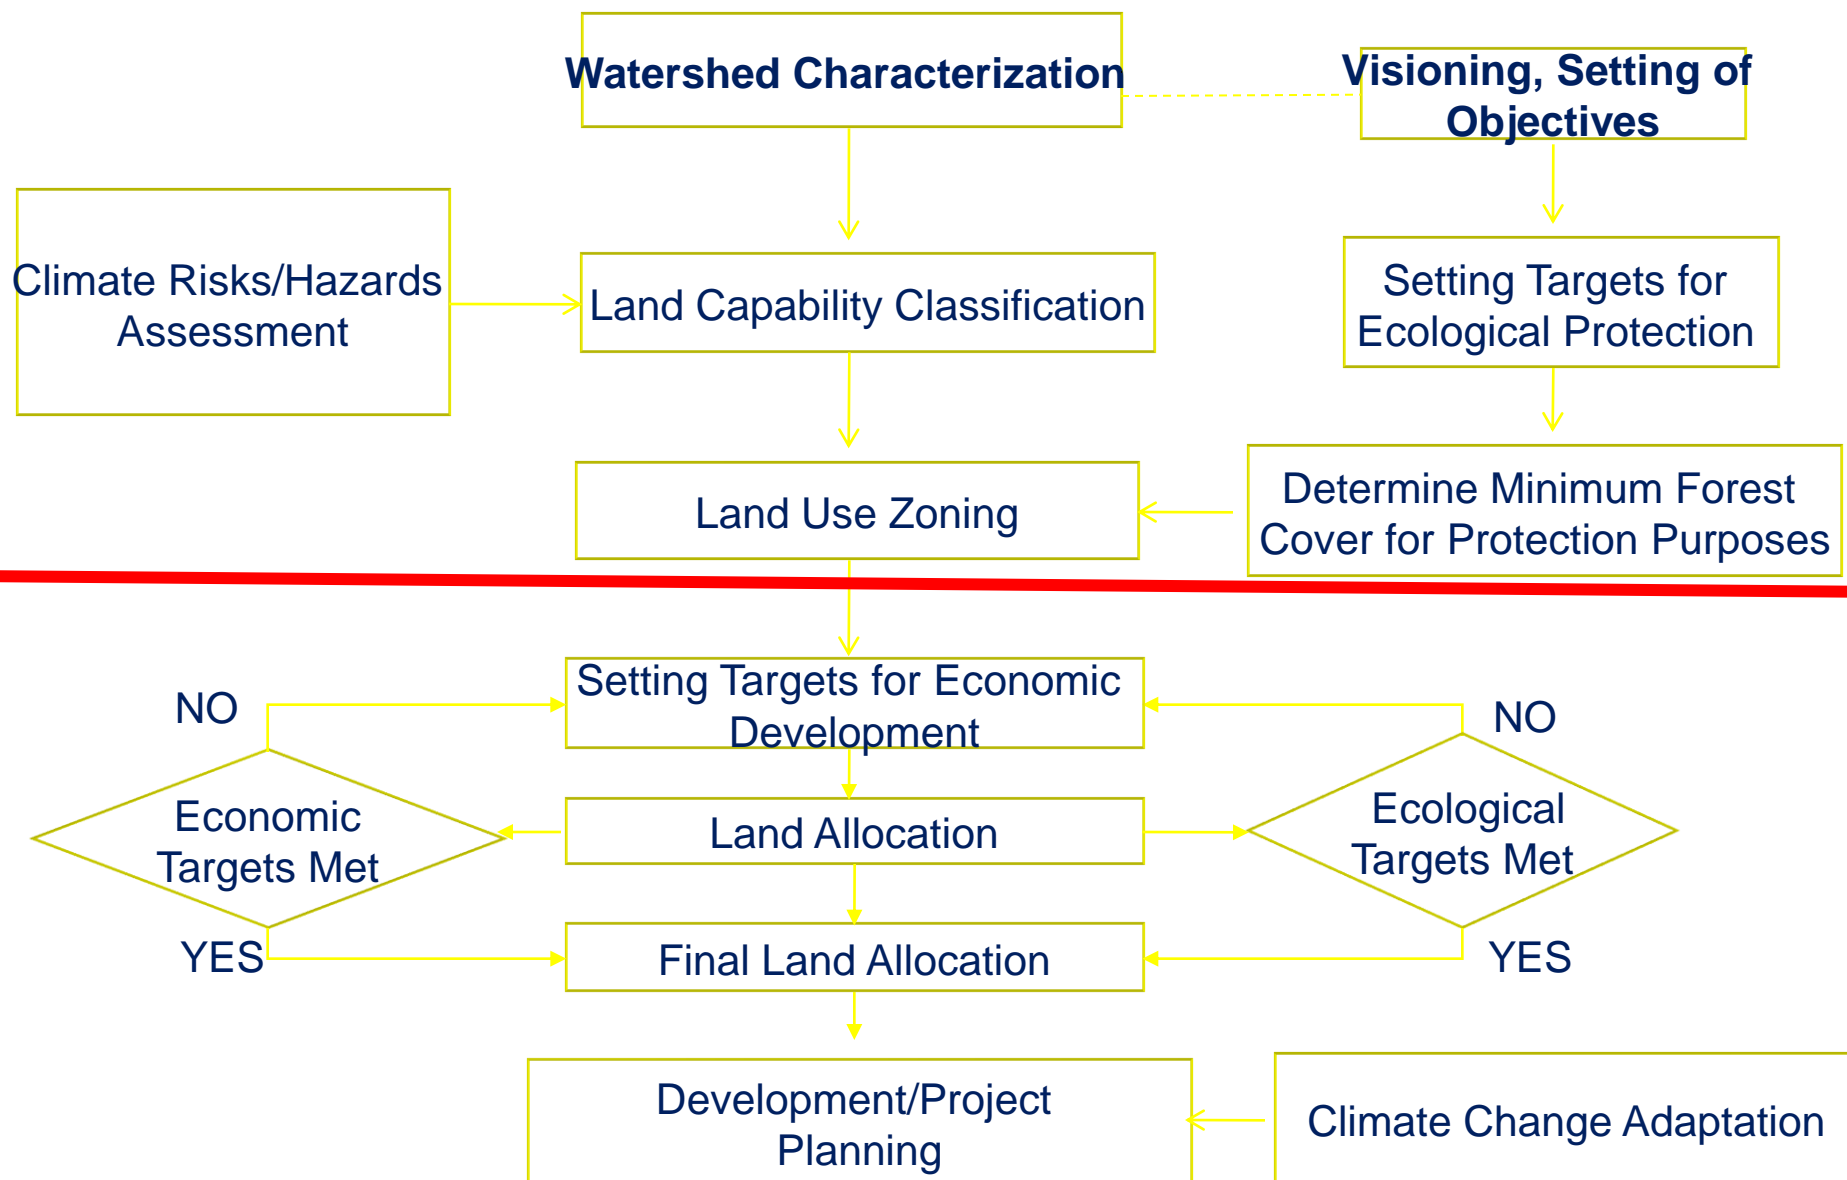 Watershed Characterization
Visioning, Setting of
Objectives
Climate Risks/Hazards
Assessment
Land Capability Classification
Setting Targets for
Ecological Protection
Land Use Zoning
Determine Minimum Forest
Cover for Protection Purposes
Setting Targets for Economic
Development
NO
NO
Economic
Targets Met
Land Allocation
Ecological
Targets Met
YES
Final Land Allocation
YES
Development/Project
Planning
Climate Change Adaptation